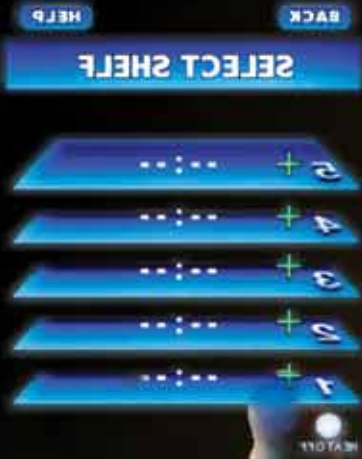 BACK HELP
SELECT SHELF
5 + --:--
4 + --:--
3 + --:--
2 + --:--
1 + --:--
HEAT OFF